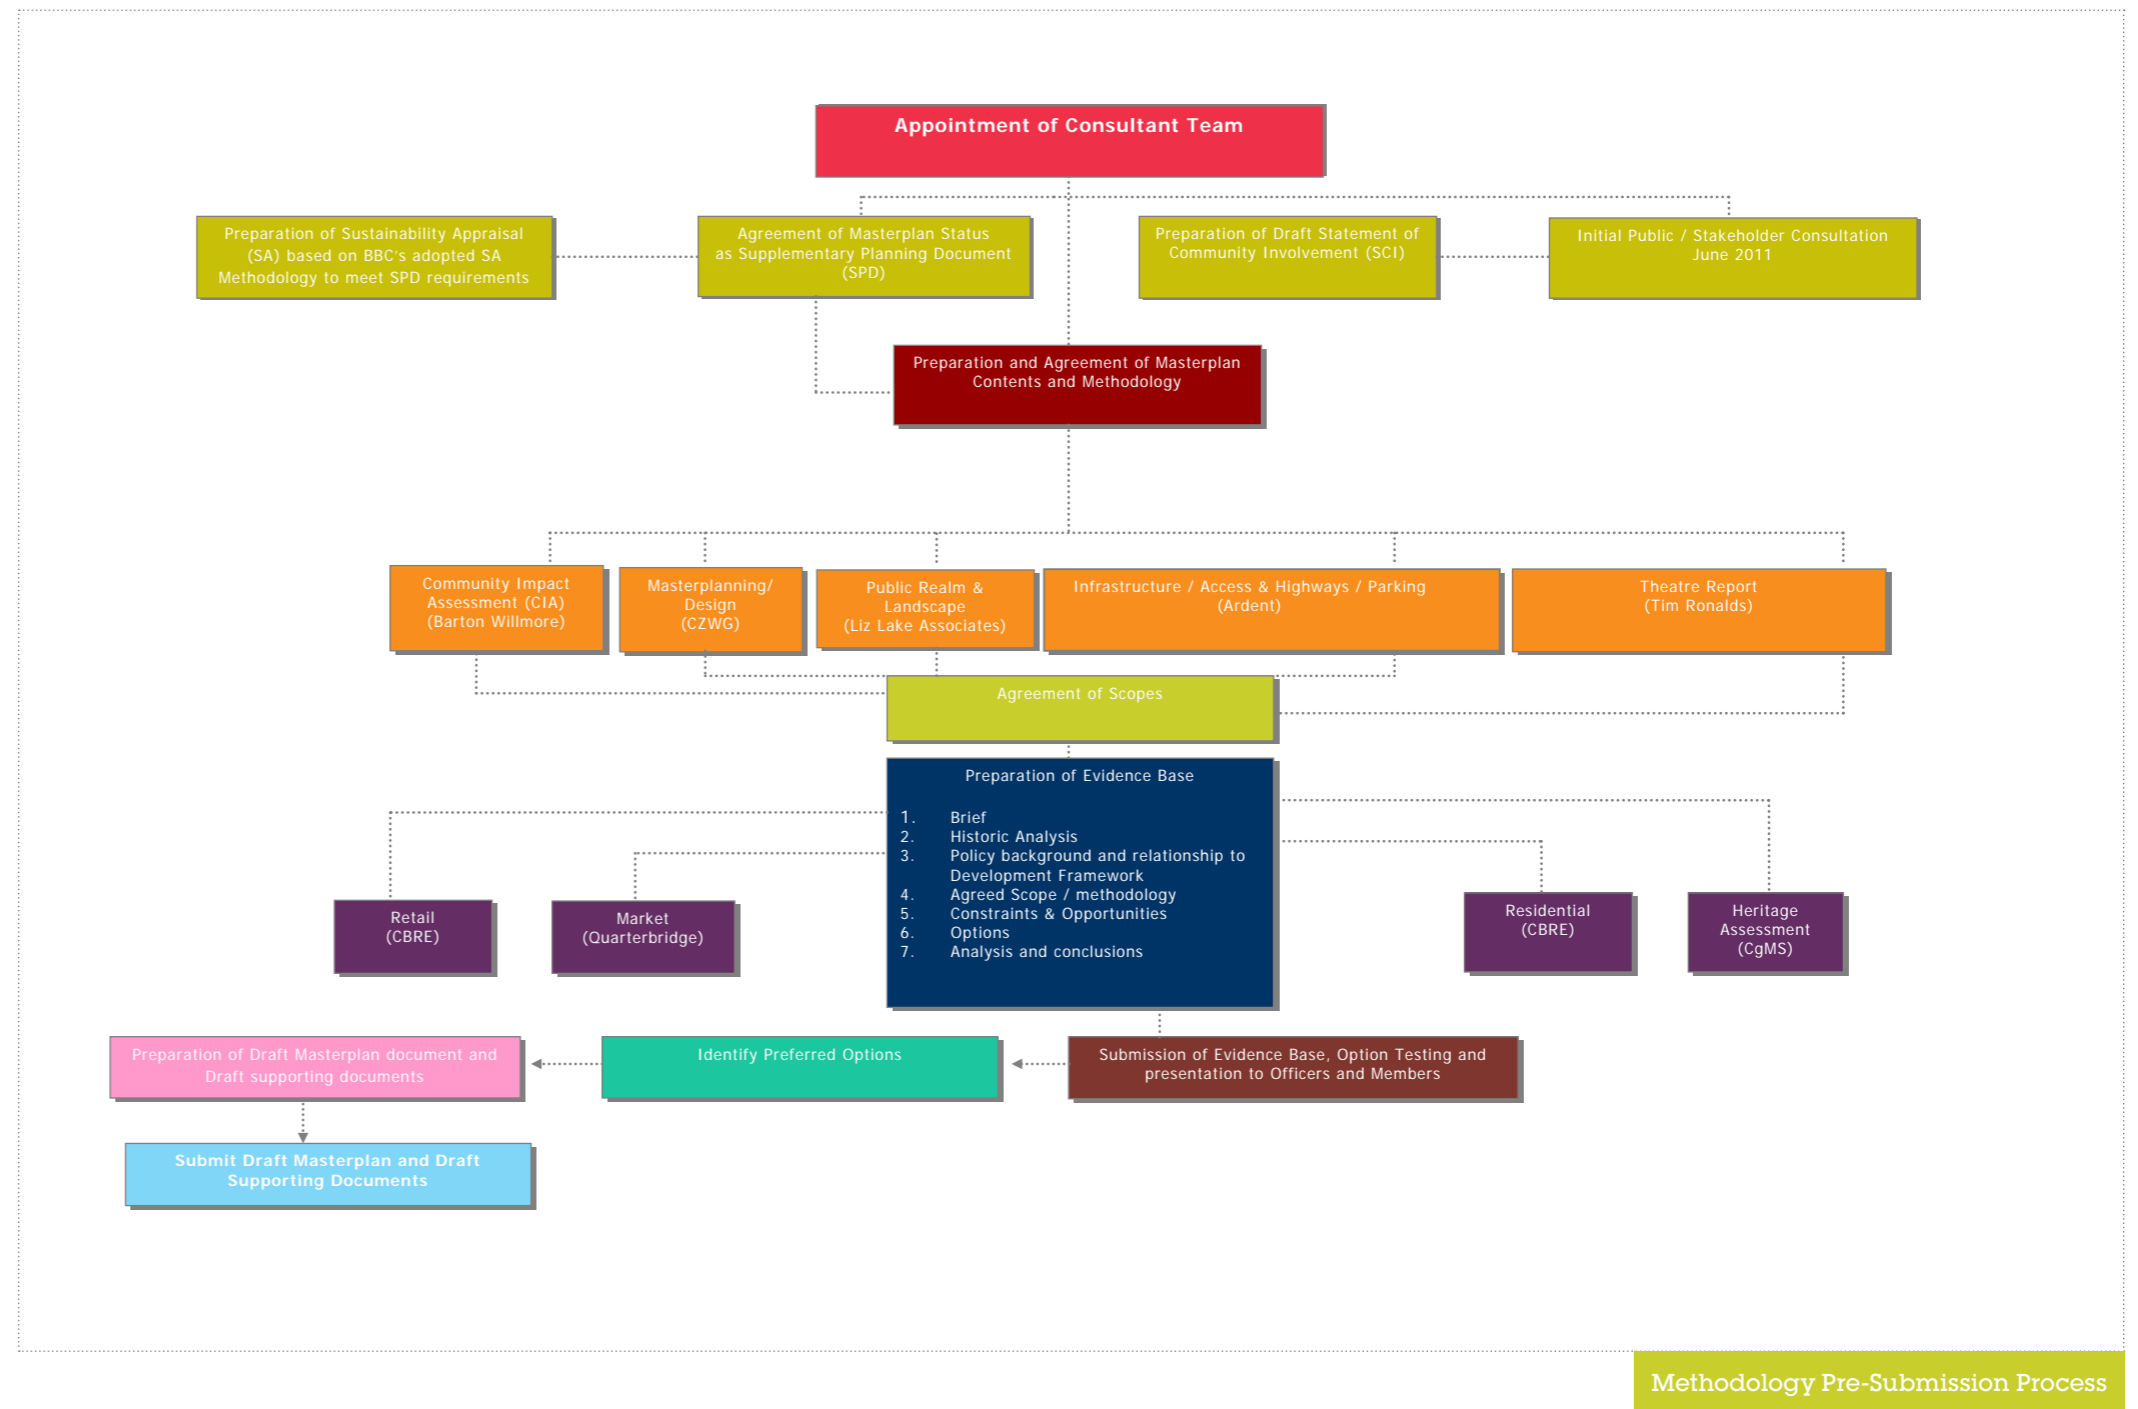 Appointment of Consultant Team
Preparation of Sustainability Appraisal
(SA) based on BBC's adopted SA
Methodology to meet SPD requirements
Agreement of Masterplan Status
as Supplementary Planning Document
(SPD)
Preparation of Draft Statement of
Community Involvement (SCI)
Initial Public / Stakeholder Consultation
June 2011
Preparation and Agreement of Masterplan
Contents and Methodology
Community Impact
Assessment (CIA)
(Barton Willmore)
Masterplanning/
Design
(CZWG)
Public Realm &
Landscape
(Liz Lake Associates)
Infrastructure / Access & Highways / Parking
(Ardent)
Theatre Report
(Tim Ronalds)
Agreement of Scopes
Preparation of Evidence Base
1. Brief
2. Historic Analysis
3. Policy background and relationship to
Development Framework
4. Agreed Scope / methodology
5. Constraints & Opportunities
6. Options
7. Analysis and conclusions
Retail
(CBRE)
Market
(Quarterbridge)
Residential
(CBRE)
Heritage
Assessment
(CgMS)
Preparation of Draft Masterplan document and
Draft supporting documents
Identify Preferred Options
Submission of Evidence Base, Option Testing and
presentation to Officers and Members
Submit Draft Masterplan and Draft
Supporting Documents
Methodology Pre-Submission Process